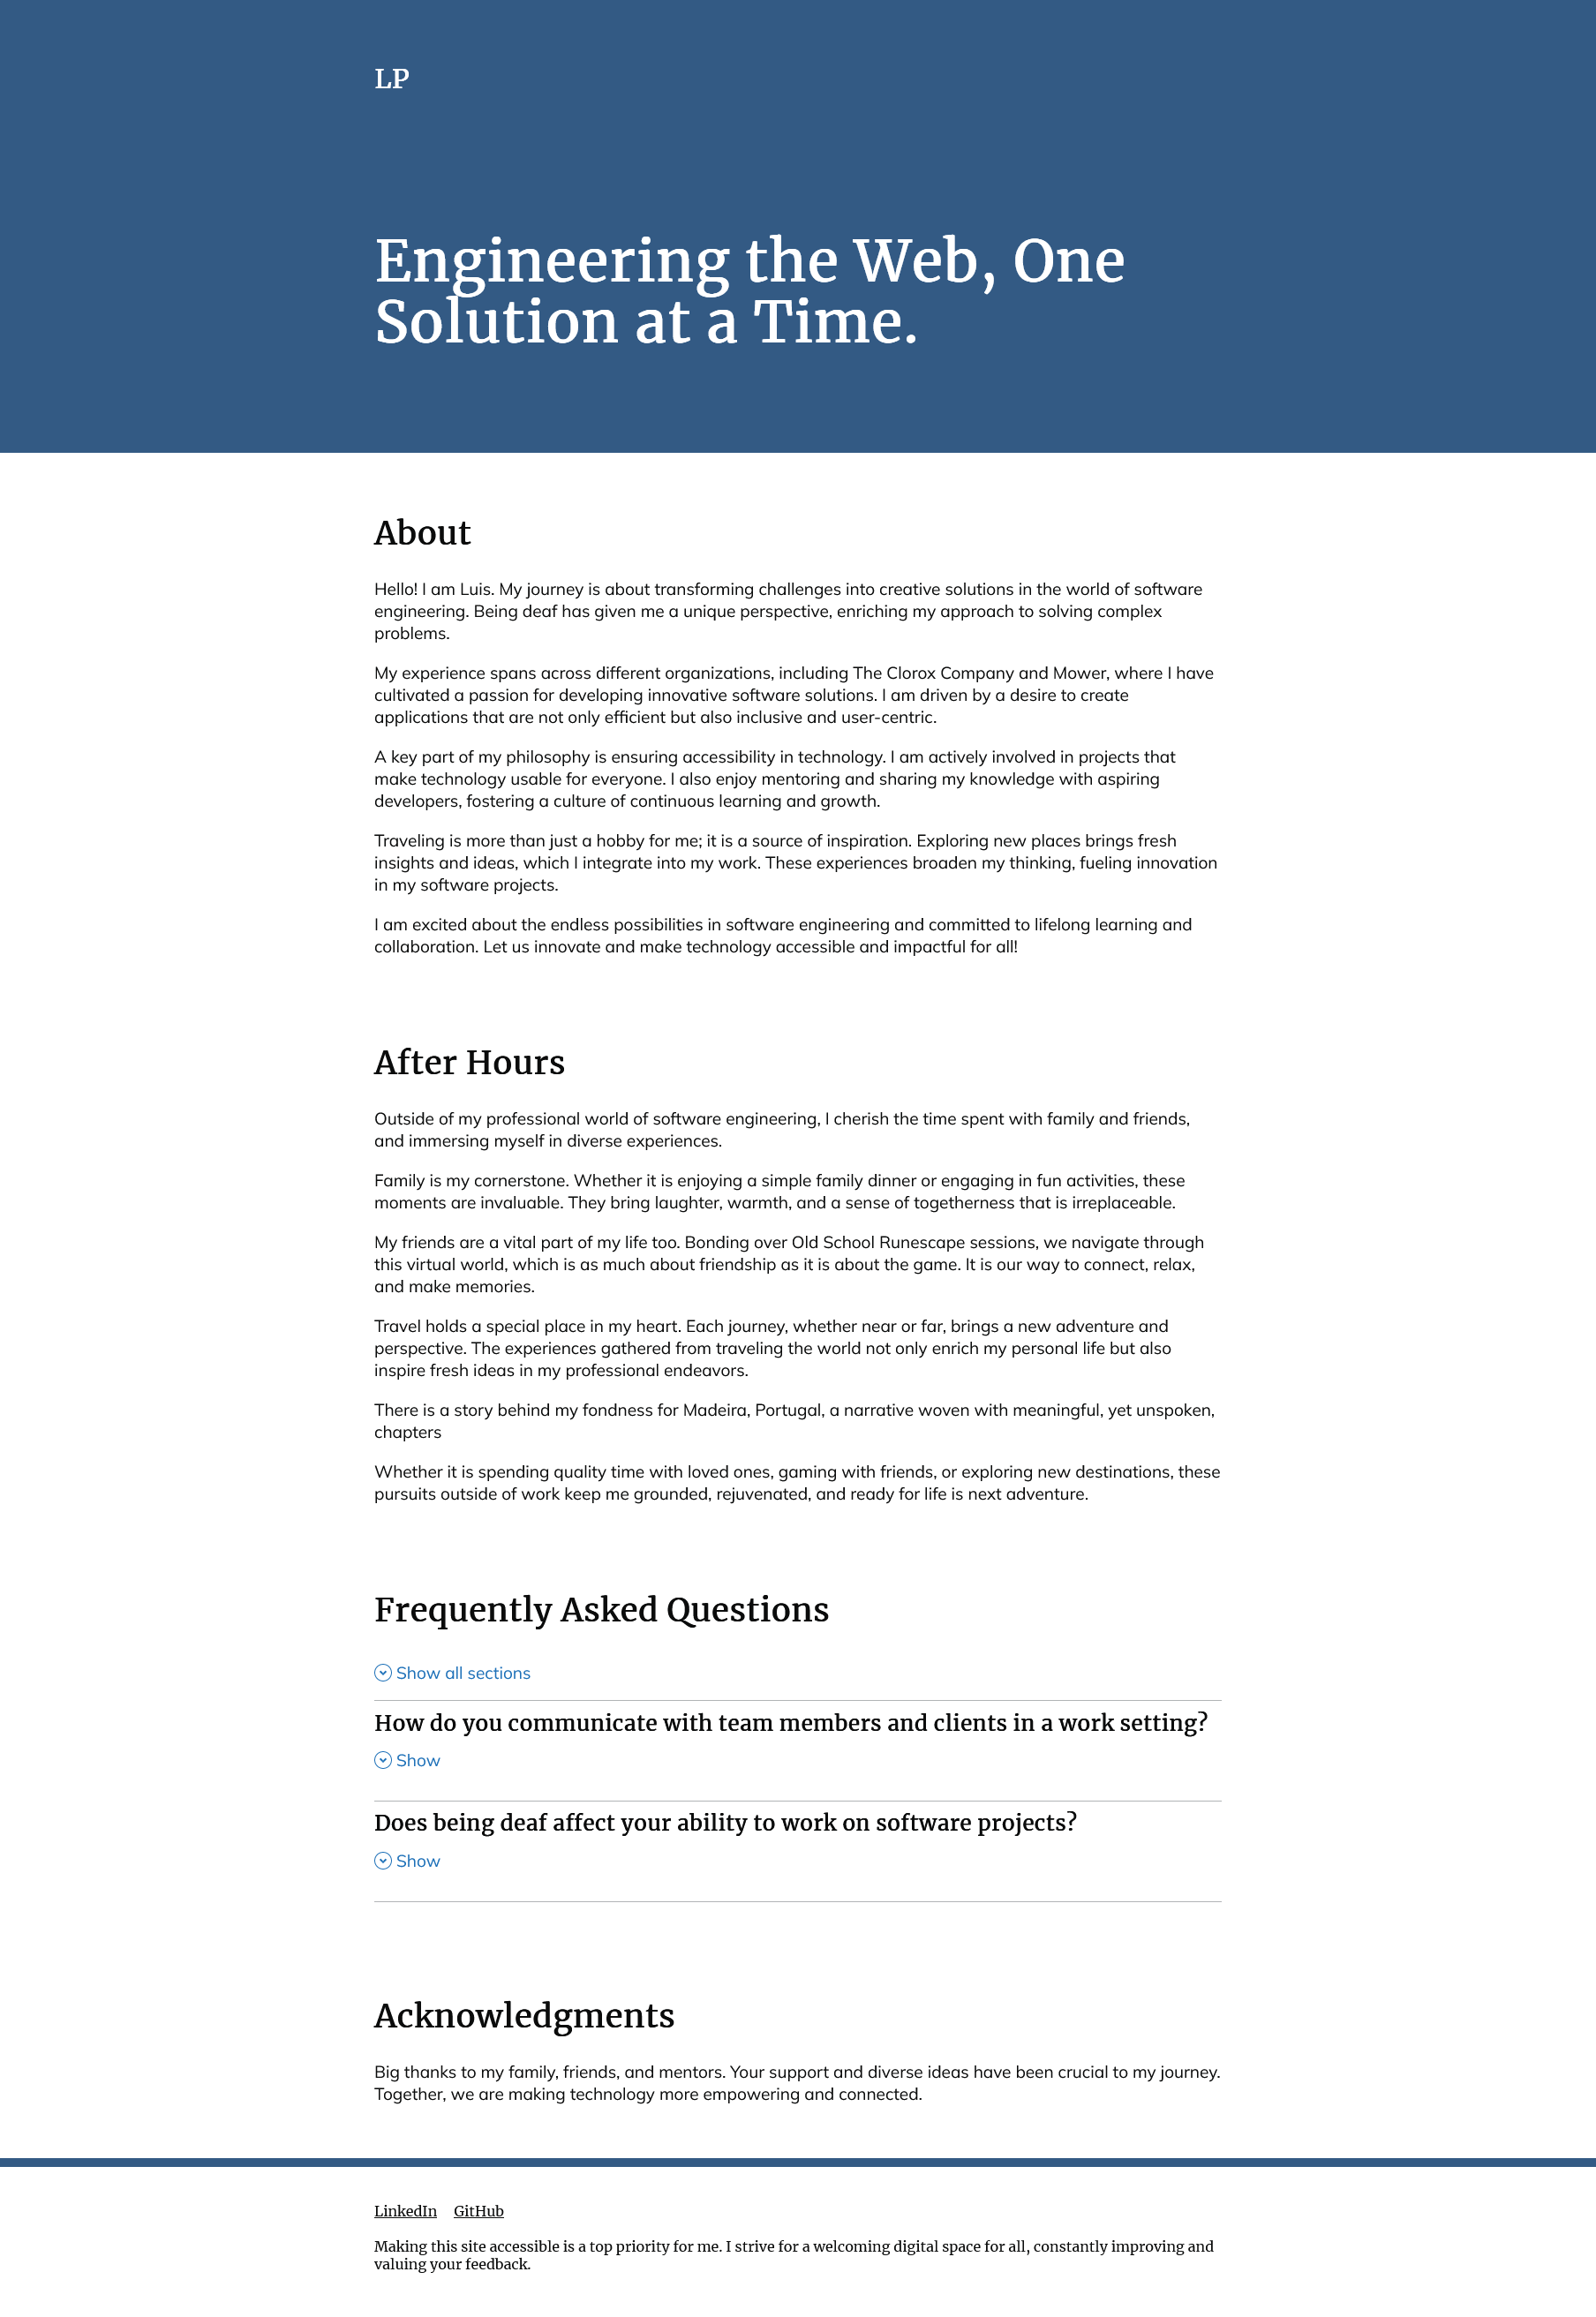 LP
Engineering the Web, One
Solution at a Time.
About
Hello! I am Luis. My journey is about transforming challenges into creative solutions in the world of software
engineering. Being deaf has given me a unique perspective, enriching my approach to solving complex
problems.
My experience spans across different organizations, including The Clorox Company and Mower, where I have
cultivated a passion for developing innovative software solutions. I am driven by a desire to create
applications that are not only efficient but also inclusive and user-centric.
A key part of my philosophy is ensuring accessibility in technology. I am actively involved in projects that
make technology usable for everyone. I also enjoy mentoring and sharing my knowledge with aspiring
developers, fostering a culture of continuous learning and growth.
Traveling is more than just a hobby for me; it is a source of inspiration. Exploring new places brings fresh
insights and ideas, which I integrate into my work. These experiences broaden my thinking, fueling innovation
in my software projects.
I am excited about the endless possibilities in software engineering and committed to lifelong learning and
collaboration. Let us innovate and make technology accessible and impactful for all!
After Hours
Outside of my professional world of software engineering, I cherish the time spent with family and friends,
and immersing myself in diverse experiences.
Family is my cornerstone. Whether it is enjoying a simple family dinner or engaging in fun activities, these
moments are invaluable. They bring laughter, warmth, and a sense of togetherness that is irreplaceable.
My friends are a vital part of my life too. Bonding over Old School Runescape sessions, we navigate through
this virtual world, which is as much about friendship as it is about the game. It is our way to connect, relax,
and make memories.
Travel holds a special place in my heart. Each journey, whether near or far, brings a new adventure and
perspective. The experiences gathered from traveling the world not only enrich my personal life but also
inspire fresh ideas in my professional endeavors.
There is a story behind my fondness for Madeira, Portugal, a narrative woven with meaningful, yet unspoken,
chapters
Whether it is spending quality time with loved ones, gaming with friends, or exploring new destinations, these
pursuits outside of work keep me grounded, rejuvenated, and ready for life is next adventure.
Frequently Asked Questions
Show all sections
How do you communicate with team members and clients in a work setting?
Show
Does being deaf affect your ability to work on software projects?
Show
Acknowledgments
Big thanks to my family, friends, and mentors. Your support and diverse ideas have been crucial to my journey.
Together, we are making technology more empowering and connected.
LinkedIn GitHub
Making this site accessible is a top priority for me. I strive for a welcoming digital space for all, constantly improving and
valuing your feedback.